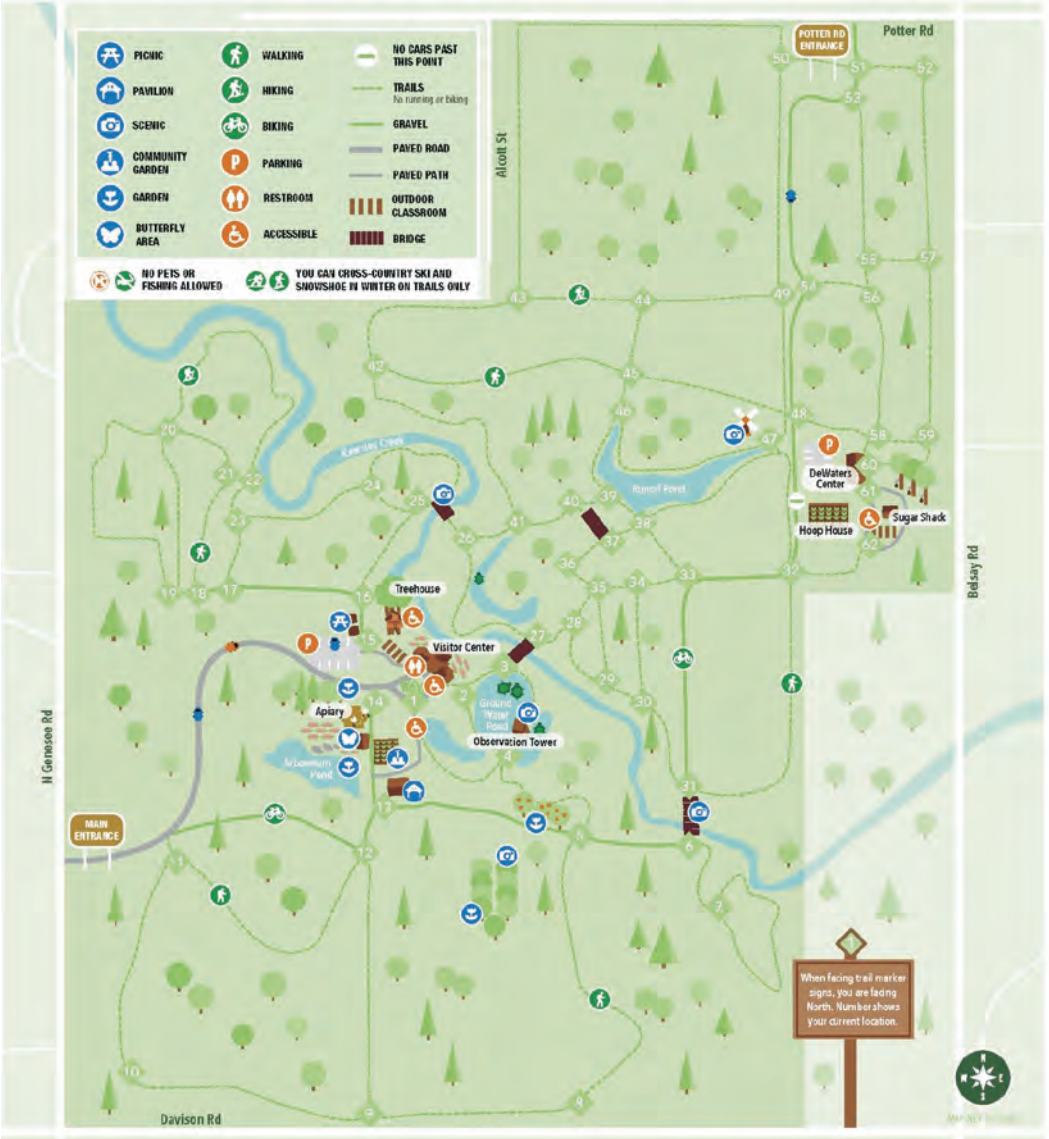 PICNIC
PAVILION
SCENIC
COMMUNITY
GARDEN
GARDEN
BUTTERFLY
AREA
WALKING
HIKING
BIKING
PARKING
RESTROOM
ACCESSIBLE
NO CARS PAST
THIS POINT
TRAILS
No running or biking
GRAVEL
PAVED ROAD
PAVED PATH
OUTDOOR
CLASSROOM
BRIDGE
NO PETS OR
FISHING ALLOWED
YOU CAN CROSS-COUNTRY SKI AND
SNOWSHOE IN WINTER ON TRAILS ONLY
Potter Rd
POTTER RD
ENTRANCE
Alcott St
50
51
52
53
54
56
57
43
44
49
42
45
46
47
48
58
59
60
61
62
P
DeWaters
Center
Hoop House
Sugar Shack
Belsay Rd
20
21
22
23
24
25
26
41
40
39
38
37
36
35
34
33
32
19
18
17
16
15
Treehouse
Visitor Center
P
28
27
29
30
31
3
2
1
14
Ground
Water
Pond
Observation Tower
Apiary
Arboretum
Pond
4
13
12
5
6
7
8
9
10
N Genesee Rd
MAIN
ENTRANCE
Davison Rd
1
When facing trail marker
signs, you are facing
North. Number shows
your current location.
N
W
E
S